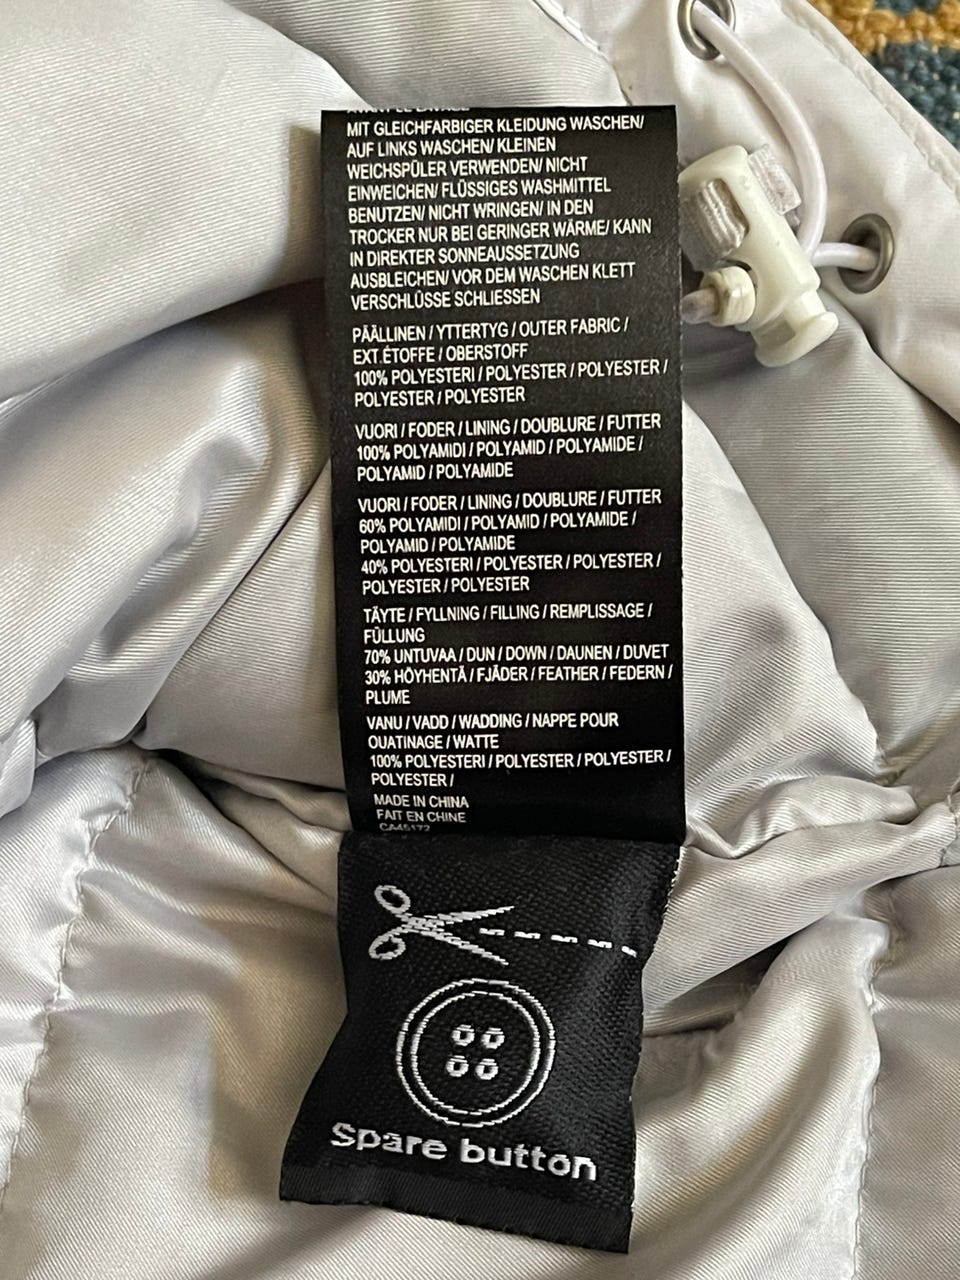 AVANT LE LAVAGE
MIT GLEICHFARBIGER KLEIDUNG WASCHEN/
AUF LINKS WASCHEN/ KLEINEN
WEICHSPÜLER VERWENDEN/ NICHT
EINWEICHEN/ FLÜSSIGES WASHMITTEL
BENUTZEN/ NICHT WRINGEN/ IN DEN
TROCKER NUR BEI GERINGER WÄRME/ KANN
IN DIREKTER SONNEAUSSETZUNG
AUSBLEICHEN/ VOR DEM WASCHEN KLETT
VERSCHLÜSSE SCHLIESSEN
PÄÄLLINEN / YTTERTYG / OUTER FABRIC /
EXT.ÉTOFFE / OBERSTOFF
100% POLYESTERI / POLYESTER / POLYESTER /
POLYESTER / POLYESTER
VUORI / FODER / LINING / DOUBLURE / FUTTER
100% POLYAMIDI / POLYAMID / POLYAMIDE /
POLYAMID / POLYAMIDE
VUORI / FODER / LINING / DOUBLURE / FUTTER
60% POLYAMIDI / POLYAMID / POLYAMIDE /
POLYAMID / POLYAMIDE
40% POLYESTERI / POLYESTER / POLYESTER /
POLYESTER / POLYESTER
TÄYTE / FYLLNING / FILLING / REMPLISSAGE /
FÜLLUNG
70% UNTUVAA / DUN / DOWN / DAUNEN / DUVET
30% HÖYHENTÄ / FJÄDER / FEATHER / FEDERN /
PLUME
VANU / VADD / WADDING / NAPPE POUR
OUATINAGE / WATTE
100% POLYESTERI / POLYESTER / POLYESTER /
POLYESTER /
MADE IN CHINA
FAIT EN CHINE
CA45172
Spare button